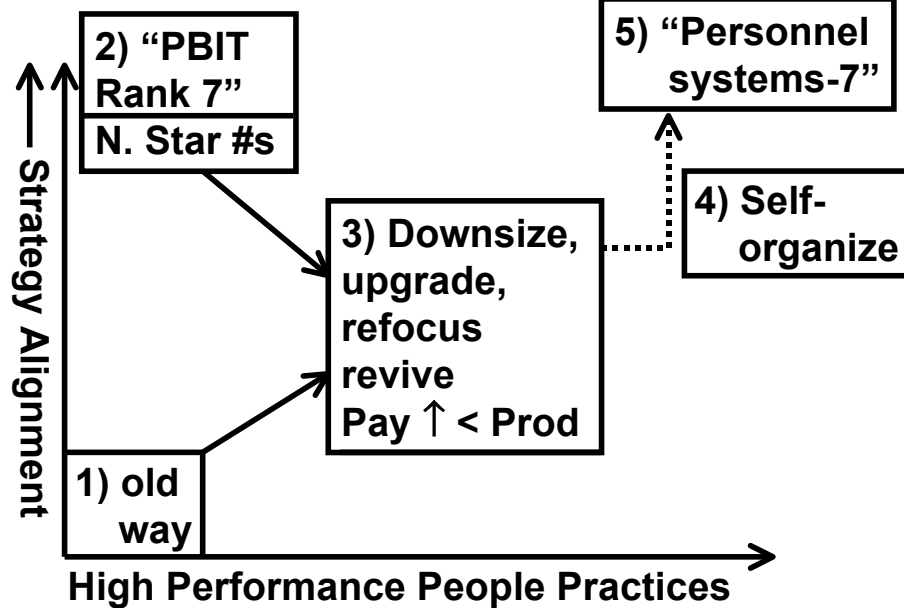 2) “PBIT
Rank 7”
N. Star #s
5) “Personnel
systems-7”
4) Self-
organize
3) Downsize,
upgrade,
refocus
revive
Pay ↑ < Prod
1) old
way
Strategy Alignment
High Performance People Practices